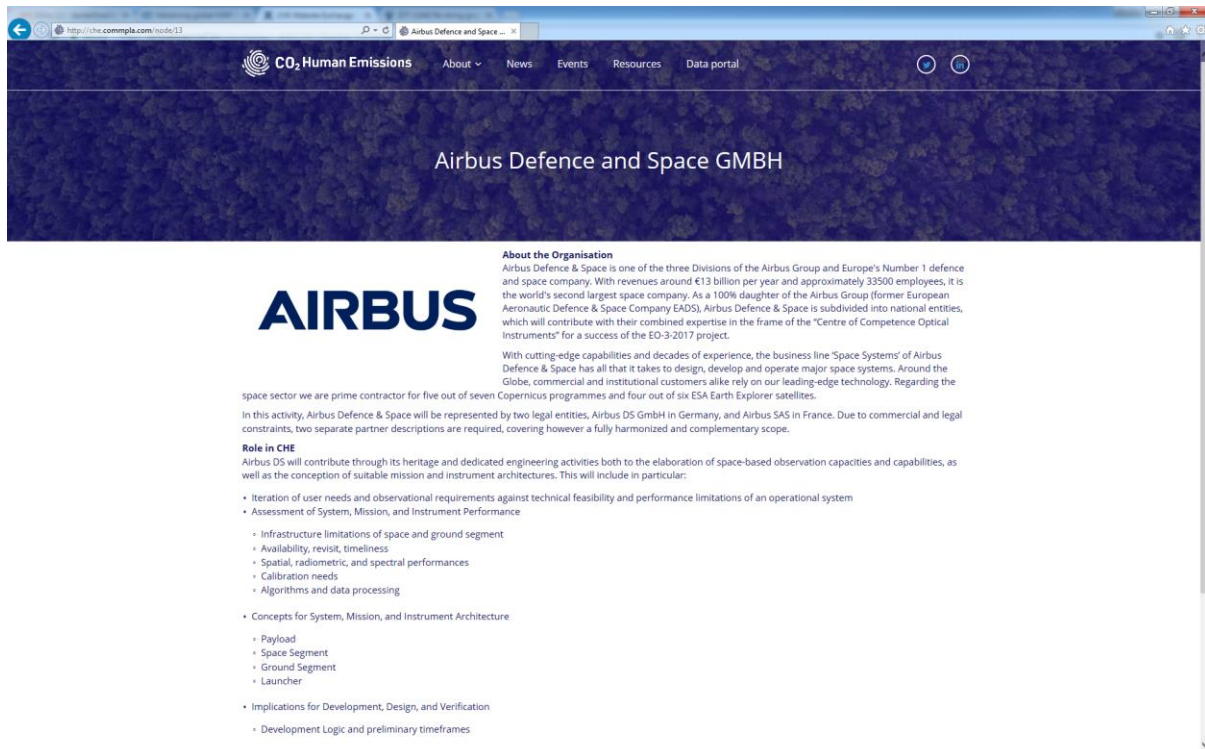 http://che.commpla.com/node/13
Airbus Defence and Space ...
CO₂ Human Emissions
About
News
Events
Resources
Data portal
Airbus Defence and Space GMBH
AIRBUS
About the Organisation
Airbus Defence & Space is one of the three Divisions of the Airbus Group and Europe's Number 1 defence
and space company. With revenues around €13 billion per year and approximately 33500 employees, it is
the world's second largest space company. As a 100% daughter of the Airbus Group (former European
Aeronautic Defence & Space Company EADS), Airbus Defence & Space is subdivided into national entities,
which will contribute with their combined expertise in the frame of the "Centre of Competence Optical
Instruments" for a success of the EO-3-2017 project.
With cutting-edge capabilities and decades of experience, the business line 'Space Systems' of Airbus
Defence & Space has all that it takes to design, develop and operate major space systems. Around the
Globe, commercial and institutional customers alike rely on our leading-edge technology. Regarding the
space sector we are prime contractor for five out of seven Copernicus programmes and four out of six ESA Earth Explorer satellites.
In this activity, Airbus Defence & Space will be represented by two legal entities, Airbus DS GmbH in Germany, and Airbus SAS in France. Due to commercial and legal
constraints, two separate partner descriptions are required, covering however a fully harmonized and complementary scope.
Role in CHE
Airbus DS will contribute through its heritage and dedicated engineering activities both to the elaboration of space-based observation capacities and capabilities, as
well as the conception of suitable mission and instrument architectures. This will include in particular:
• Iteration of user needs and observational requirements against technical feasibility and performance limitations of an operational system
• Assessment of System, Mission, and Instrument Performance
◦ Infrastructure limitations of space and ground segment
◦ Availability, revisit, timeliness
◦ Spatial, radiometric, and spectral performances
◦ Calibration needs
◦ Algorithms and data processing
• Concepts for System, Mission, and Instrument Architecture
◦ Payload
◦ Space Segment
◦ Ground Segment
◦ Launcher
• Implications for Development, Design, and Verification
◦ Development Logic and preliminary timeframes